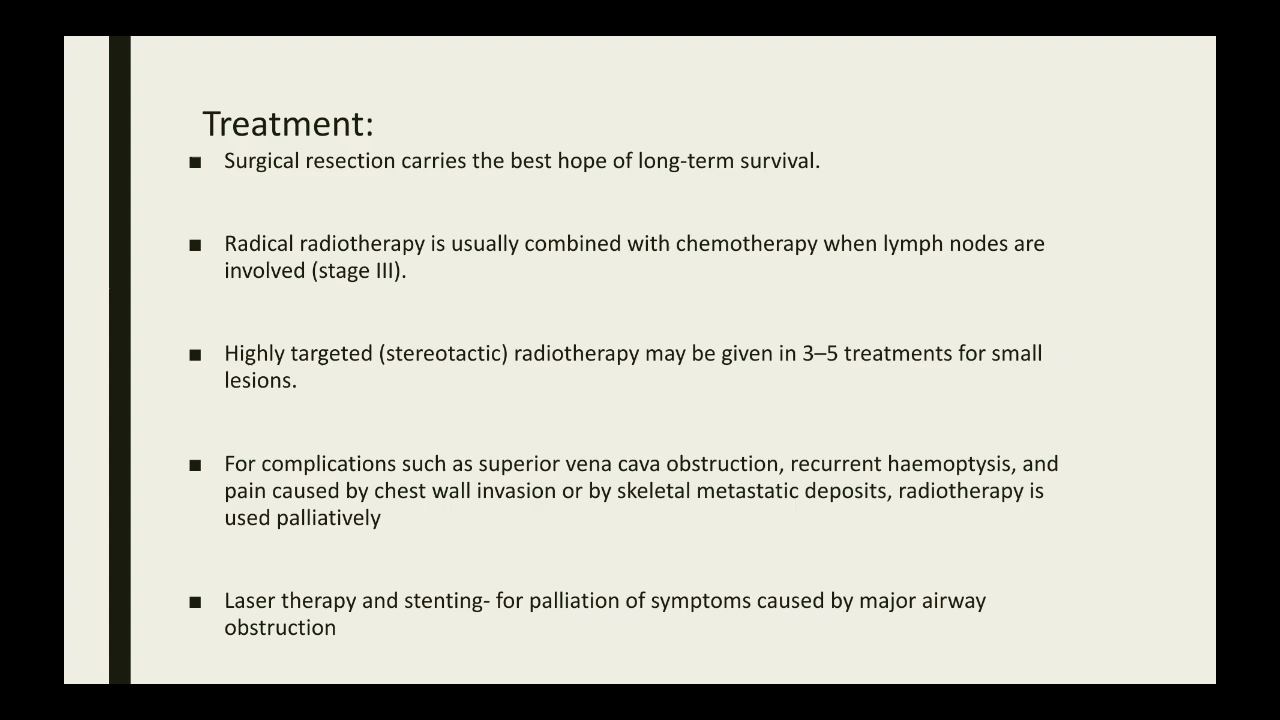 Treatment:
■ Surgical resection carries the best hope of long-term survival.
■ Radical radiotherapy is usually combined with chemotherapy when lymph nodes are
involved (stage III).
■ Highly targeted (stereotactic) radiotherapy may be given in 3–5 treatments for small
lesions.
■ For complications such as superior vena cava obstruction, recurrent haemoptysis, and
pain caused by chest wall invasion or by skeletal metastatic deposits, radiotherapy is
used palliatively
■ Laser therapy and stenting- for palliation of symptoms caused by major airway
obstruction